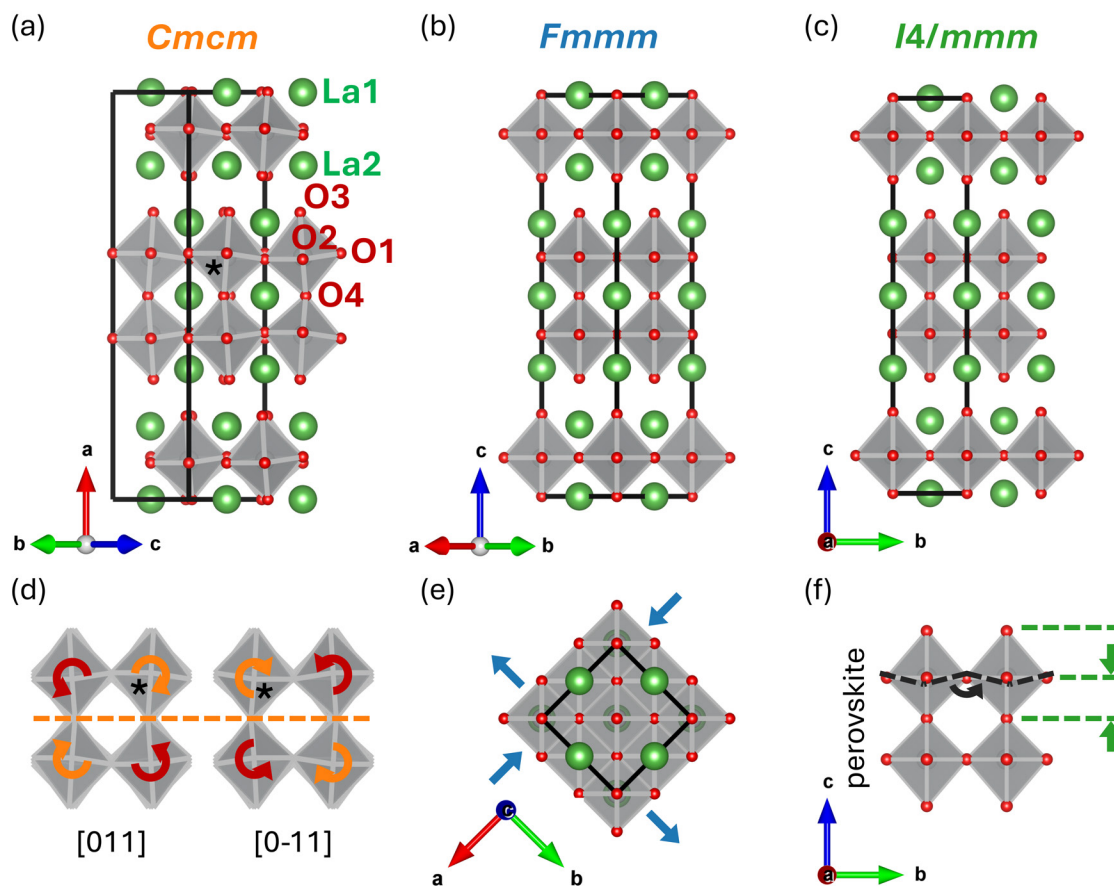 (a)
Cmcm
(b)
Fmmm
(c)
I4/mmm
La1
La2
O3
O2
O1
*
O4
a
b
c
c
a
b
c
a
b
(d)
(e)
(f)
*
*
[011]
[0-11]
c
a
b
perovskite
c
a
b